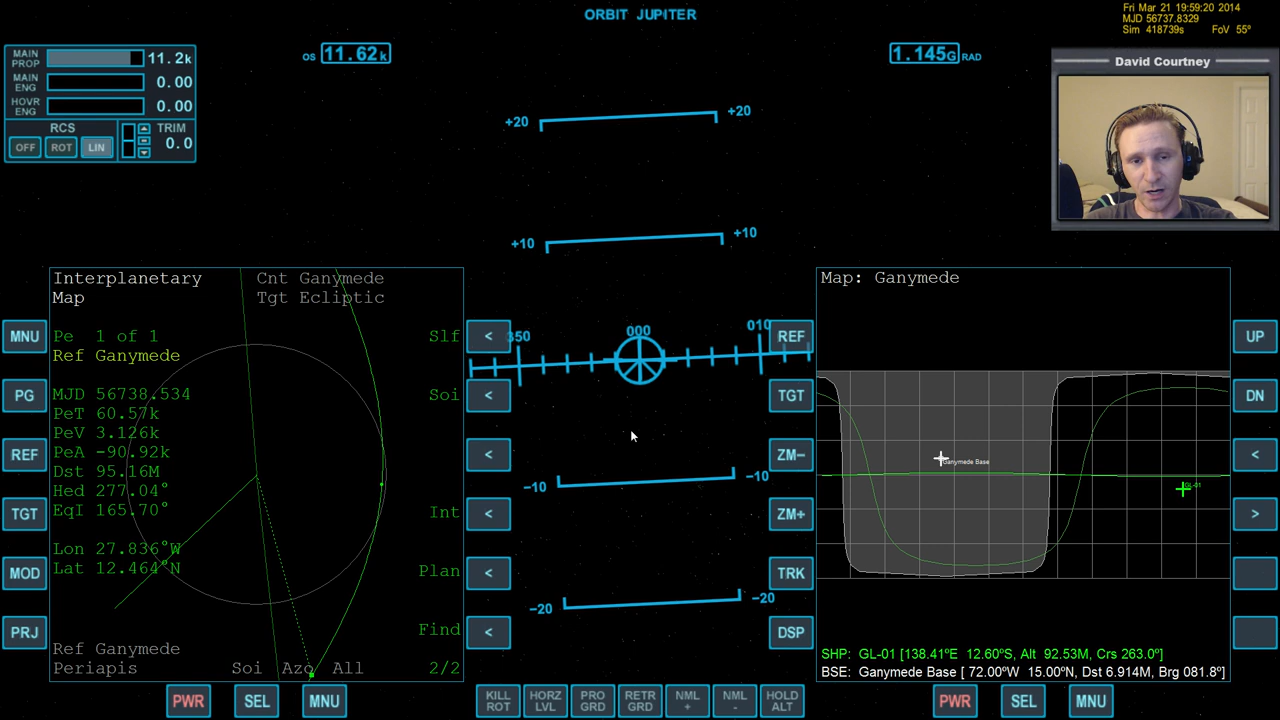 ORBIT JUPITER
Fri Mar 21 19:59:20 2014
MJD 56737.8329
Sim 418739s FoV 55°
MAIN PROP 11.2k
MAIN ENG 0.00
HOVR ENG 0.00
RCS
TRIM
OFF ROT LIN 0.0
OS 11.62k
1.145G RAD
David Courtney
+20 +20
+10 +10
350 000 010
-10 -10
-20 -20
Interplanetary Cnt Ganymede
Map Tgt Ecliptic
Pe 1 of 1 Slf
Ref Ganymede
MJD 56738.534 Soi
PeT 60.57k
PeV 3.126k
PeA -90.92k
Dst 95.16M
Hed 277.04°
EqI 165.70° Int
Lon 27.836°W
Lat 12.464°N Plan
Find
Ref Ganymede
Periapis Soi Azo All 2/2
MNU
PG
REF
TGT
MOD
PRJ
<
<
<
<
<
<
PWR SEL MNU
KILL ROT
HORZ LVL
PRO GRD
RETR GRD
NML +
NML -
HOLD ALT
REF
TGT
ZM-
ZM+
TRK
DSP
Map: Ganymede
Ganymede Base
GL-01
SHP: GL-01 [138.41°E 12.60°S, Alt 92.53M, Crs 263.0°]
BSE: Ganymede Base [ 72.00°W 15.00°N, Dst 6.914M, Brg 081.8°]
UP
DN
<
>
PWR SEL MNU